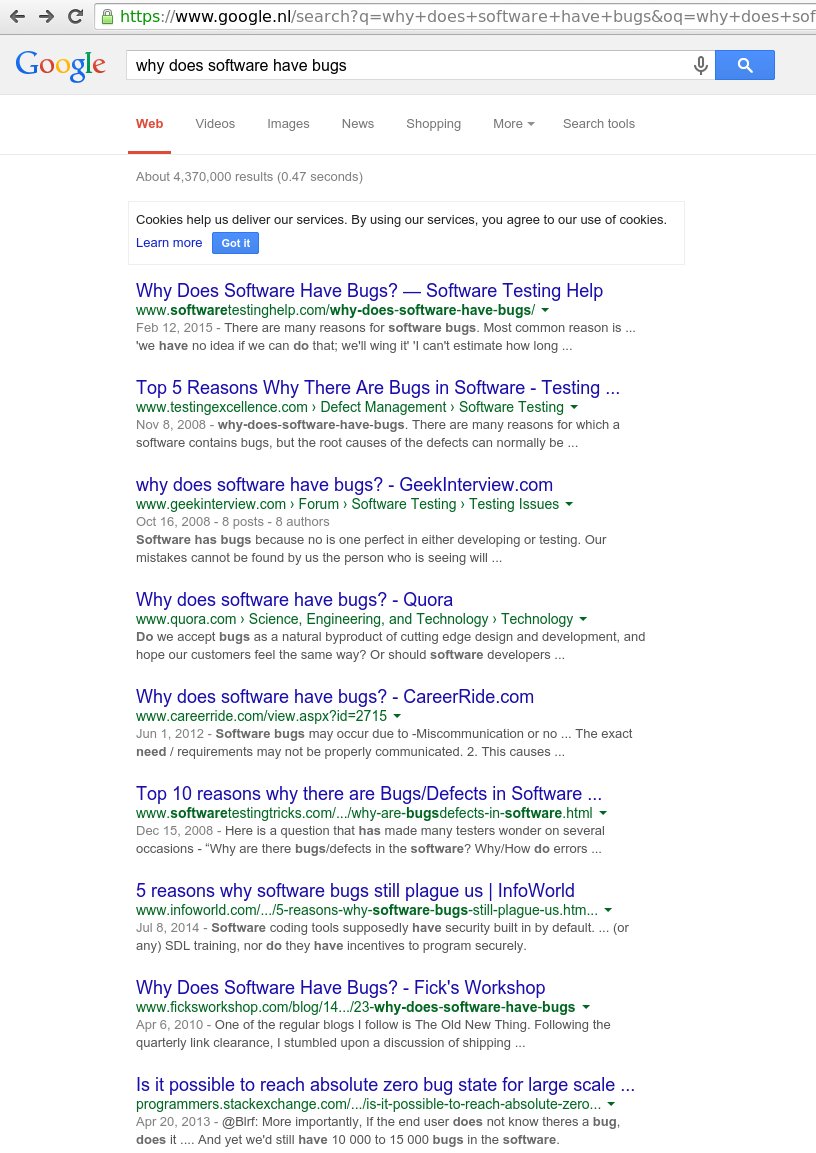 https://www.google.nl/search?q=why+does+software+have+bugs&oq=why+does+sof
Google
why does software have bugs
Web Videos Images News Shopping More Search tools
About 4,370,000 results (0.47 seconds)
Cookies help us deliver our services. By using our services, you agree to our use of cookies.
Learn more Got it
Why Does Software Have Bugs? — Software Testing Help
www.softwaretestinghelp.com/why-does-software-have-bugs/
Feb 12, 2015 - There are many reasons for software bugs. Most common reason is ...
'we have no idea if we can do that; we'll wing it' 'I can't estimate how long ...
Top 5 Reasons Why There Are Bugs in Software - Testing ...
www.testingexcellence.com › Defect Management › Software Testing
Nov 8, 2008 - why-does-software-have-bugs. There are many reasons for which a
software contains bugs, but the root causes of the defects can normally be ...
why does software have bugs? - GeekInterview.com
www.geekinterview.com › Forum › Software Testing › Testing Issues
Oct 16, 2008 - 8 posts - 8 authors
Software has bugs because no is one perfect in either developing or testing. Our
mistakes cannot be found by us the person who is seeing will ...
Why does software have bugs? - Quora
www.quora.com › Science, Engineering, and Technology › Technology
Do we accept bugs as a natural byproduct of cutting edge design and development, and
hope our customers feel the same way? Or should software developers ...
Why does software have bugs? - CareerRide.com
www.careerride.com/view.aspx?id=2715
Jun 1, 2012 - Software bugs may occur due to -Miscommunication or no ... The exact
need / requirements may not be properly communicated. 2. This causes ...
Top 10 reasons why there are Bugs/Defects in Software ...
www.softwaretestingtricks.com/.../why-are-bugsdefects-in-software.html
Dec 15, 2008 - Here is a question that has made many testers wonder on several
occasions - “Why are there bugs/defects in the software? Why/How do errors ...
5 reasons why software bugs still plague us | InfoWorld
www.infoworld.com/.../5-reasons-why-software-bugs-still-plague-us.htm...
Jul 8, 2014 - Software coding tools supposedly have security built in by default. ... (or
any) SDL training, nor do they have incentives to program securely.
Why Does Software Have Bugs? - Fick's Workshop
www.ficksworkshop.com/blog/14.../23-why-does-software-have-bugs
Apr 6, 2010 - One of the regular blogs I follow is The Old New Thing. Following the
quarterly link clearance, I stumbled upon a discussion of shipping ...
Is it possible to reach absolute zero bug state for large scale ...
programmers.stackexchange.com/.../is-it-possible-to-reach-absolute-zero...
Apr 20, 2013 - @Blrf: More importantly, If the end user does not know theres a bug,
does it .... And yet we'd still have 10 000 to 15 000 bugs in the software.